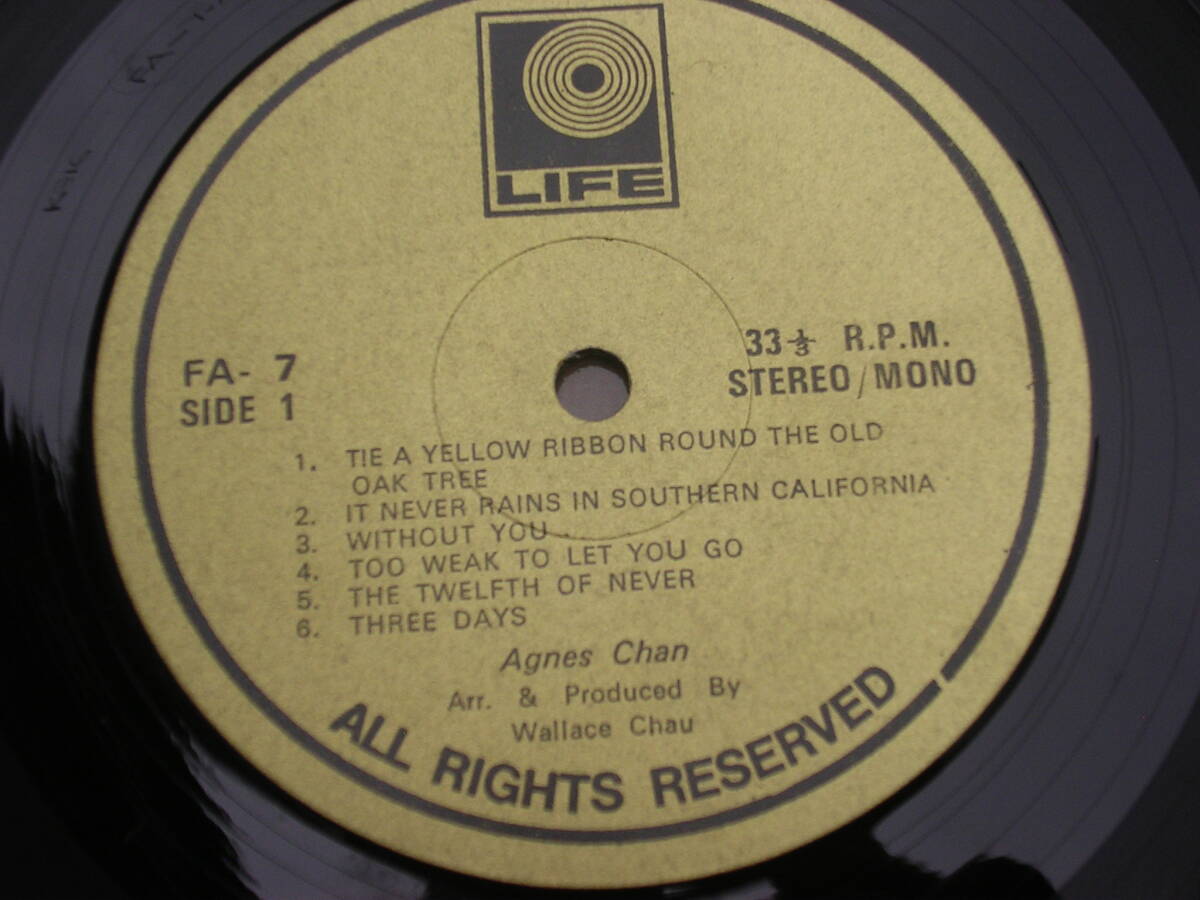 LIFE
FA- 7
SIDE 1
33 1/3 R.P.M.
STEREO/MONO
1. TIE A YELLOW RIBBON ROUND THE OLD
OAK TREE
2. IT NEVER RAINS IN SOUTHERN CALIFORNIA
3. WITHOUT YOU
4. TOO WEAK TO LET YOU GO
5. THE TWELFTH OF NEVER
6. THREE DAYS
Agnes Chan
Arr. & Produced By
Wallace Chau
ALL RIGHTS RESERVED